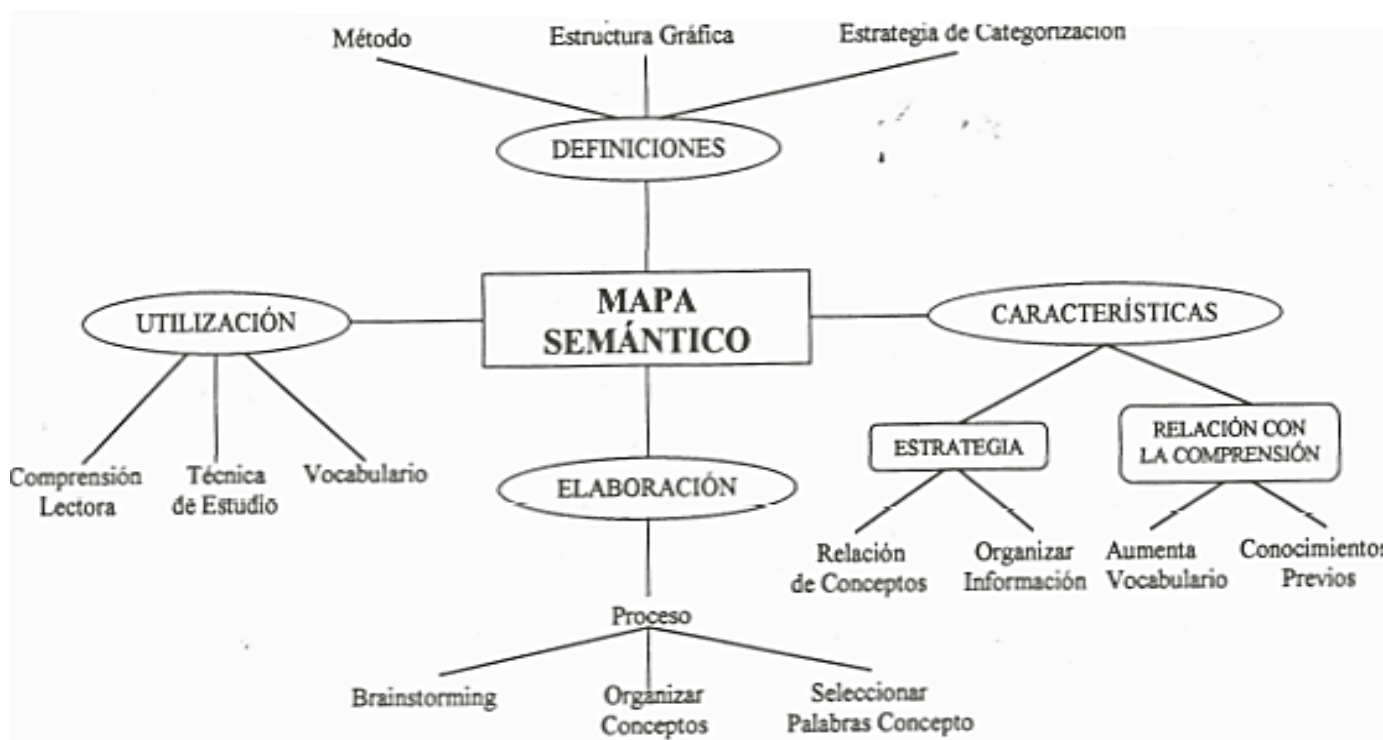 Método
Estructura Gráfica
Estrategia de Categorización
DEFINICIONES
MAPA
SEMÁNTICO
UTILIZACIÓN
CARACTERÍSTICAS
ESTRATEGIA
RELACIÓN CON
LA COMPRENSIÓN
Comprensión
Lectora
Técnica
de Estudio
Vocabulario
ELABORACIÓN
Relación
de Conceptos
Organizar
Información
Aumenta
Vocabulario
Conocimientos
Previos
Proceso
Brainstorming
Organizar
Conceptos
Seleccionar
Palabras Concepto